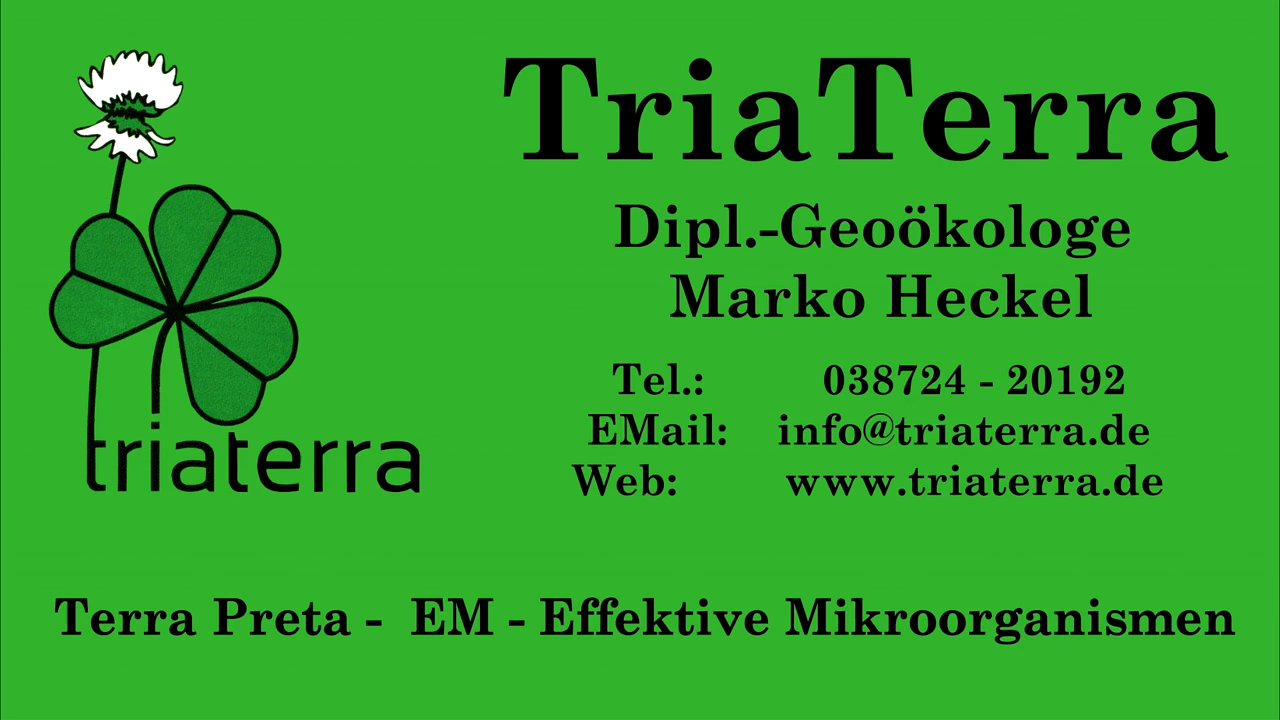 TriaTerra
Dipl.-Geoökologe
Marko Heckel
Tel.: 038724 - 20192
EMail: info@triaterra.de
Web: www.triaterra.de
triaterra
Terra Preta - EM - Effektive Mikroorganismen